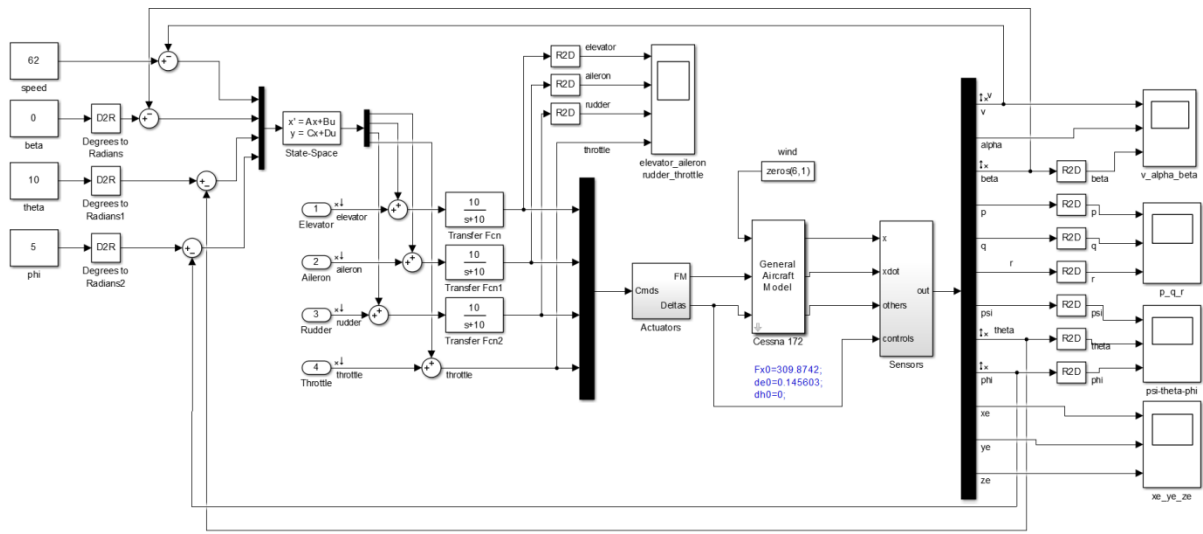 62
speed
0
beta
D2R
Degrees to
Radians
10
theta
D2R
Degrees to
Radians1
5
phi
D2R
Degrees to
Radians2
x' = Ax+Bu
y = Cx+Du
State-Space
1
Elevator
elevator
2
Aileron
aileron
3
Rudder
rudder
4
Throttle
throttle
throttle
10
s+10
Transfer Fcn
10
s+10
Transfer Fcn1
10
s+10
Transfer Fcn2
R2D
elevator
R2D
aileron
R2D
rudder
throttle
elevator_aileron
rudder_throttle
Cmds
FM
Deltas
Actuators
wind
zeros(6,1)
General
Aircraft
Model
Cessna 172
Fx0=309.8742;
de0=0.145603;
dh0=0;
x
xdot
others
controls
out
Sensors
v
v
alpha
beta
R2D
beta
v_alpha_beta
p
R2D
p
q
R2D
q
r
R2D
r
p_q_r
psi
R2D
psi
theta
R2D
theta
phi
R2D
phi
psi-theta-phi
xe
ye
ze
xe_ye_ze